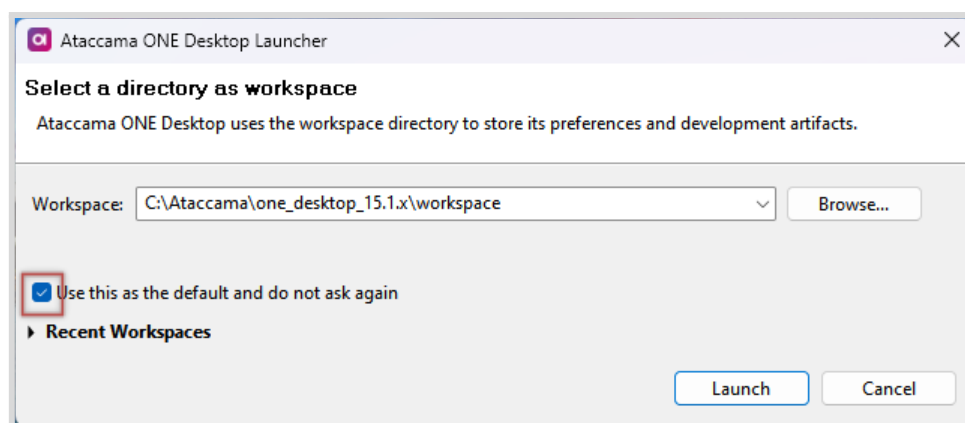 Ataccama ONE Desktop Launcher
Select a directory as workspace
Ataccama ONE Desktop uses the workspace directory to store its preferences and development artifacts.
Workspace: C:\Ataccama\one_desktop_15.1.x\workspace Browse...
Use this as the default and do not ask again
Recent Workspaces
Launch Cancel